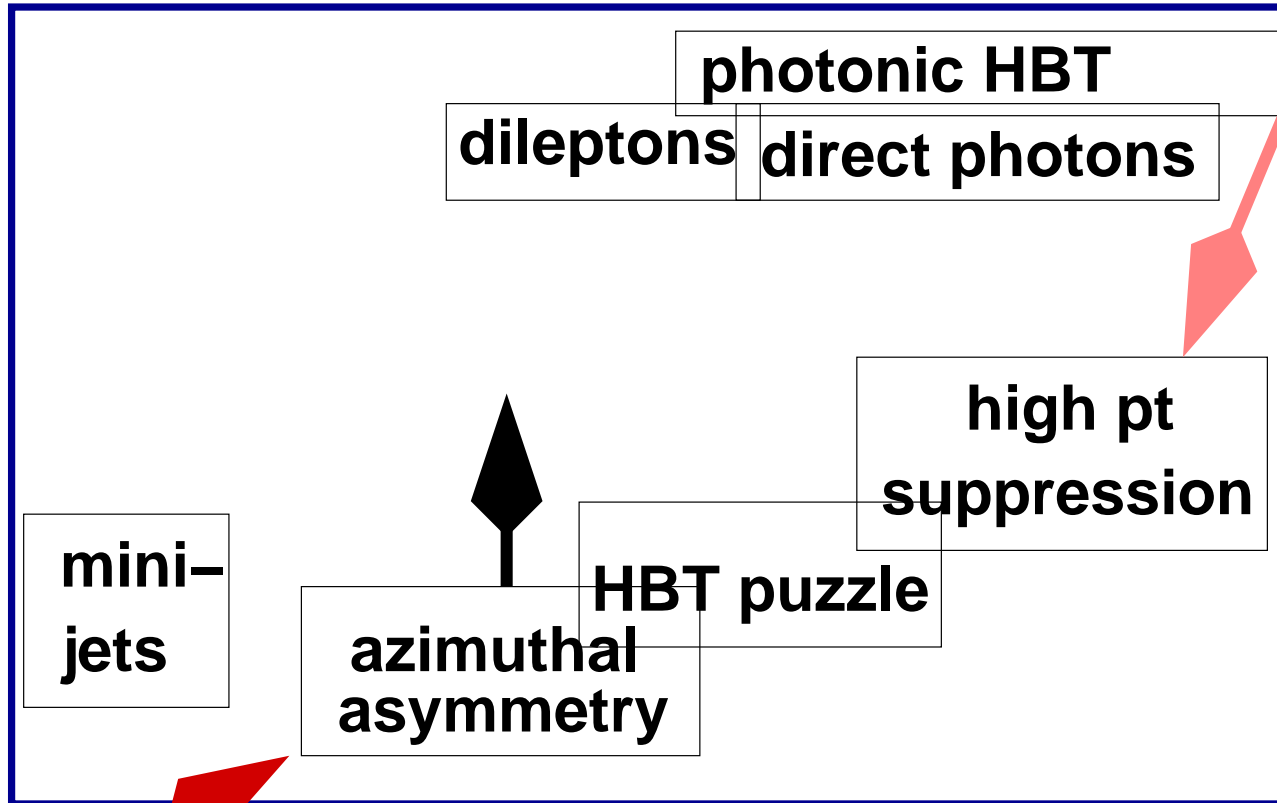 photonic HBT
dileptons
direct photons
high pt
suppression
mini–
jets
HBT puzzle
azimuthal
asymmetry